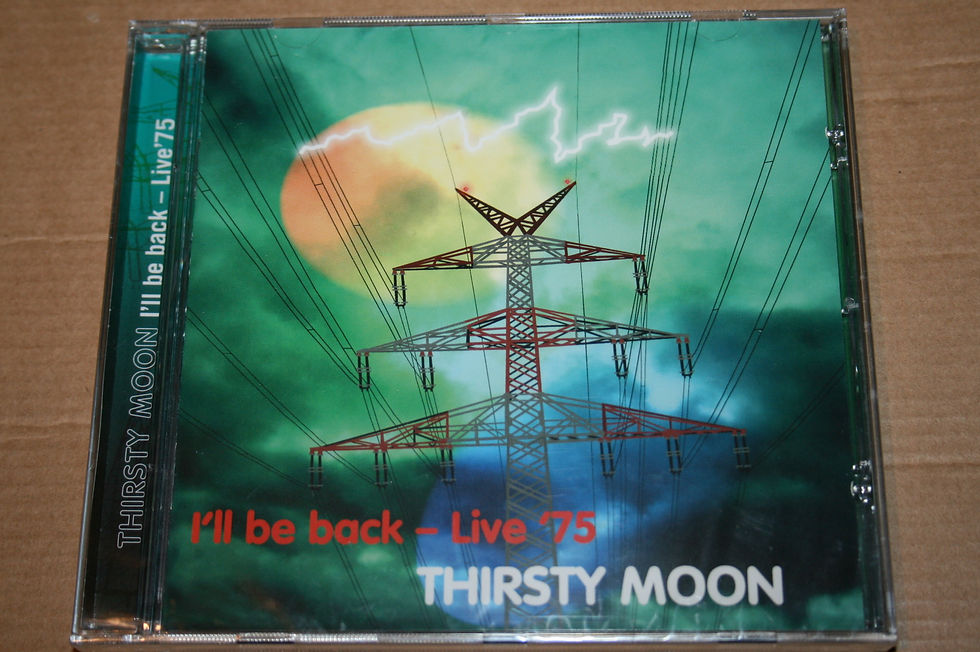 THIRSTY MOON I'll be back – Live'75
I'll be back – Live '75
THIRSTY MOON